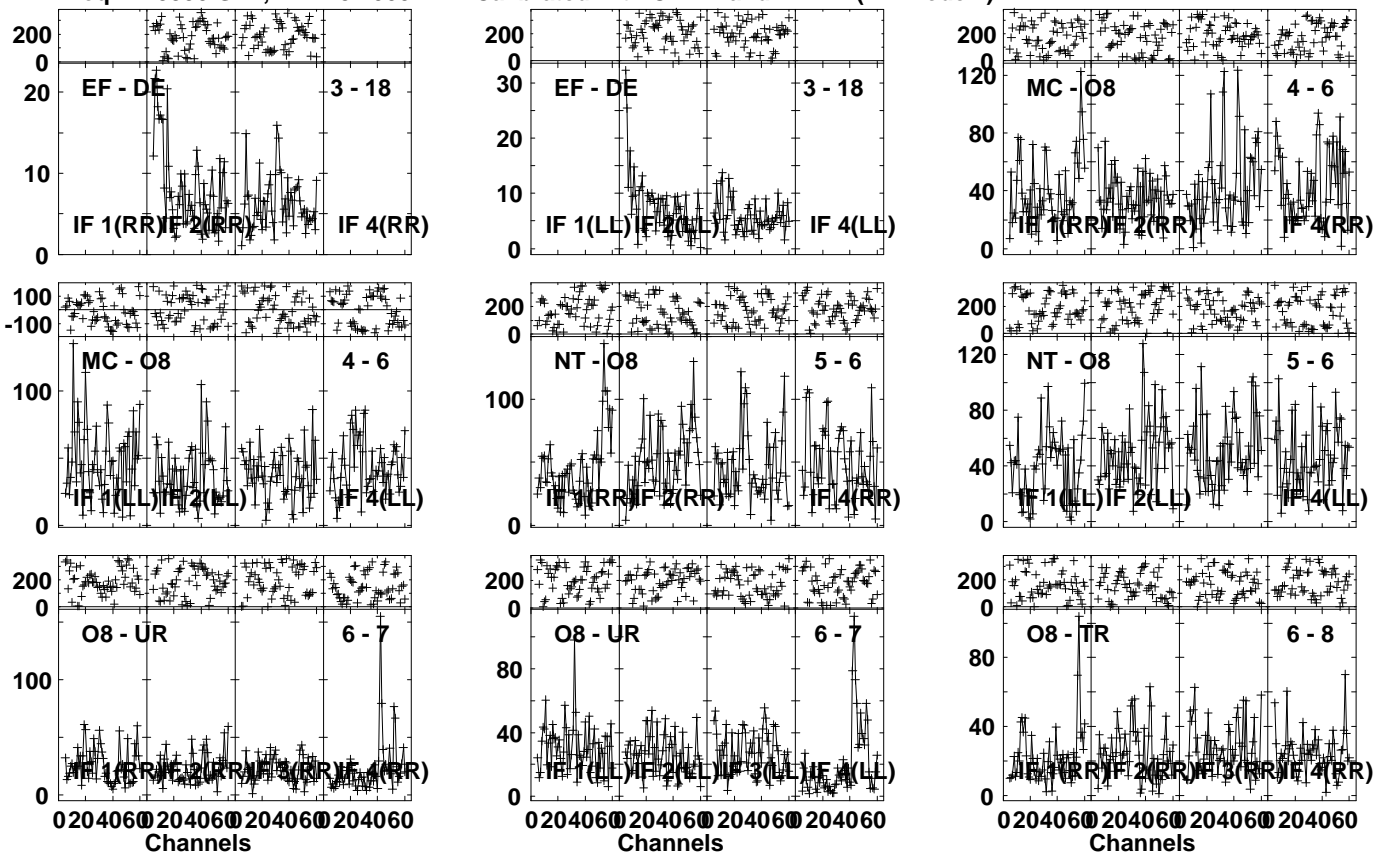 200
0
20
10
0
EF - DE 3 - 18
IF 1(RR) IF 2(RR) IF 4(RR)
200
0
30
20
10
0
EF - DE 3 - 18
IF 1(LL) IF 2(LL) IF 4(LL)
200
0
120
80
40
0
MC - O8 4 - 6
IF 1(RR) IF 2(RR) IF 4(RR)
100
-100
100
0
MC - O8 4 - 6
IF 1(LL) IF 2(LL) IF 4(LL)
200
0
100
0
NT - O8 5 - 6
IF 1(RR) IF 2(RR) IF 4(RR)
200
0
120
80
40
0
NT - O8 5 - 6
IF 1(LL) IF 2(LL) IF 4(LL)
200
0
100
0
O8 - UR 6 - 7
IF 1(RR) IF 2(RR) IF 3(RR) IF 4(RR)
0 20 40 60 0 20 40 60 0 20 40 60 0 20 40 60
Channels
200
0
80
40
0
O8 - UR 6 - 7
IF 1(LL) IF 2(LL) IF 3(LL) IF 4(LL)
0 20 40 60 0 20 40 60 0 20 40 60 0 20 40 60
Channels
200
0
80
40
0
O8 - TR 6 - 8
IF 1(RR) IF 2(RR) IF 3(RR) IF 4(RR)
0 20 40 60 0 20 40 60 0 20 40 60 0 20 40 60
Channels